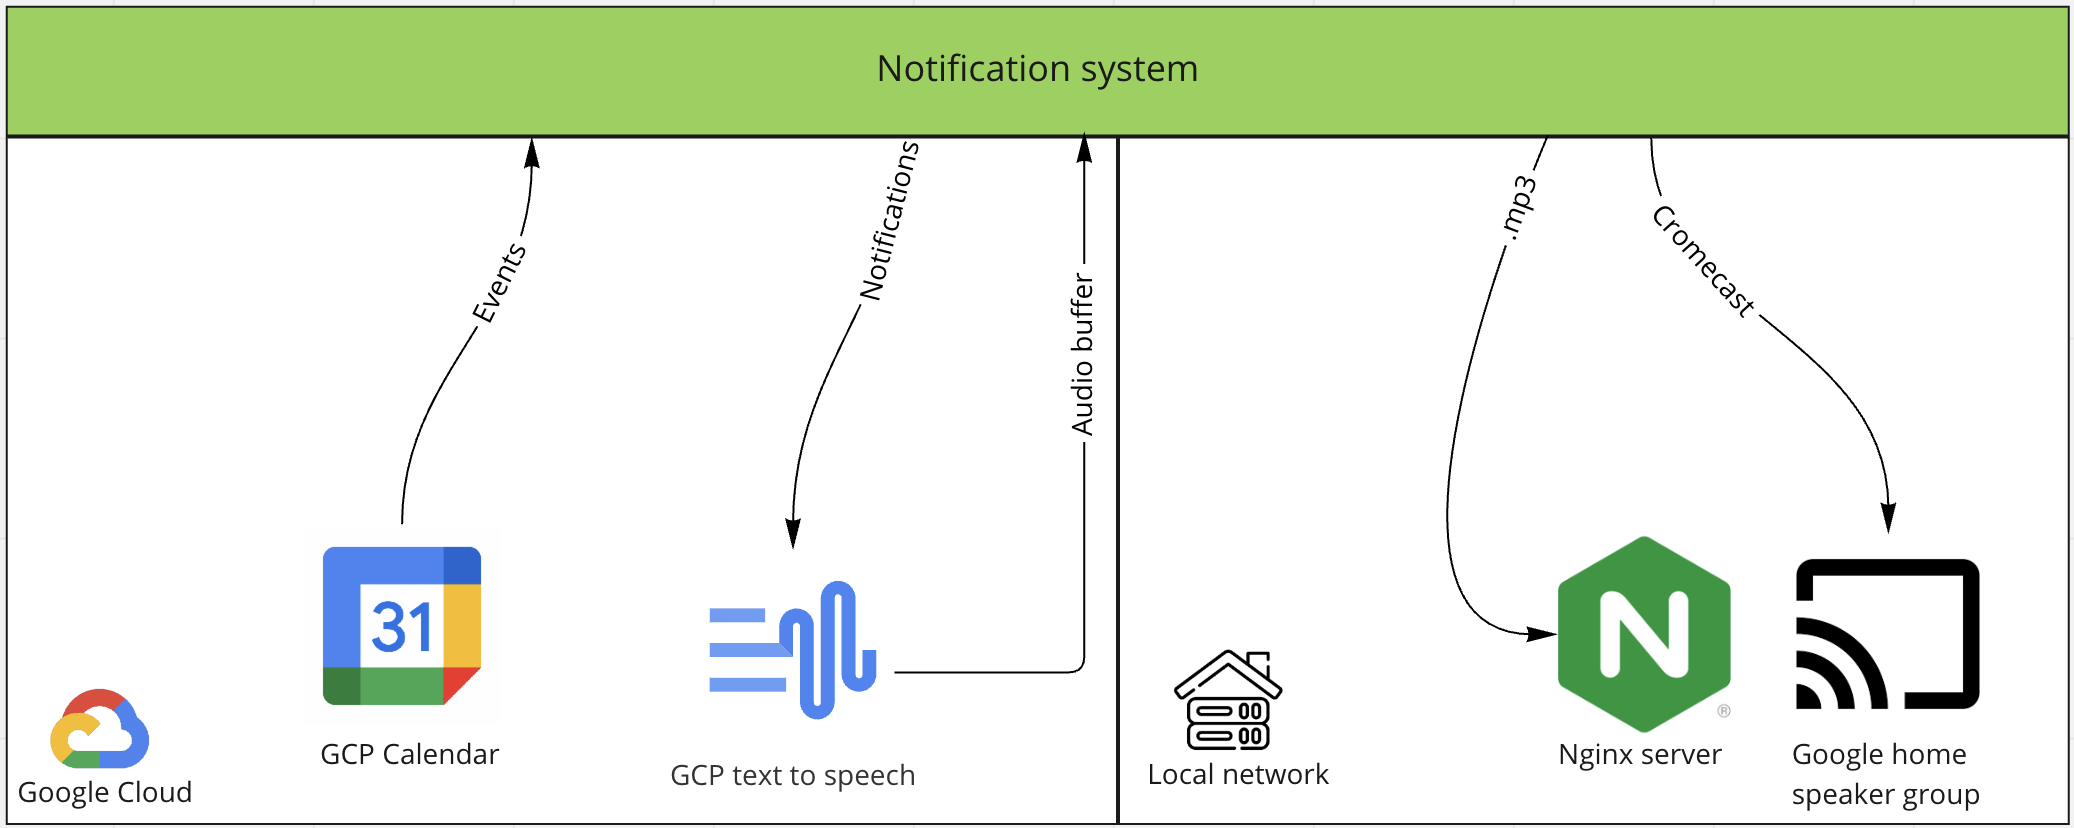 Notification system
Events
Notifications
Audio buffer
.mp3
Cromecast
31
GCP Calendar
Google Cloud
GCP text to speech
Local network
N
®
Nginx server
Google home
speaker group